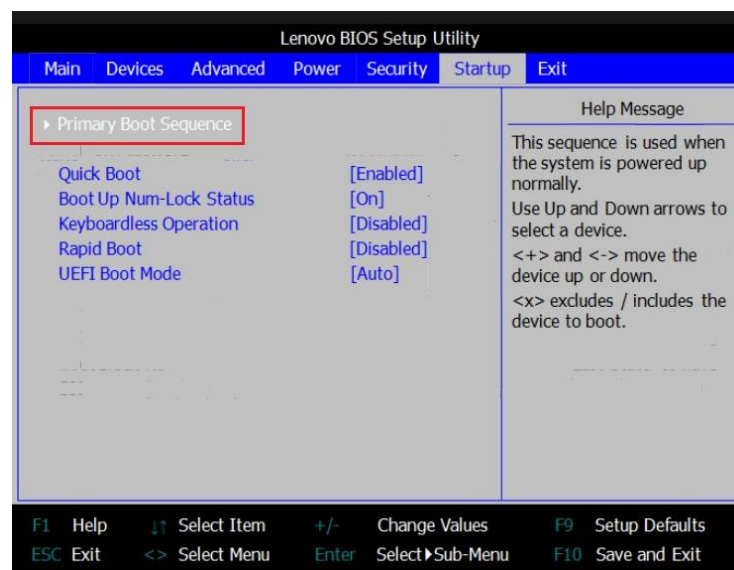 Lenovo BIOS Setup Utility
Main Devices Advanced Power Security Startup Exit
▸ Primary Boot Sequence
Quick Boot [Enabled]
Boot Up Num-Lock Status [On]
Keyboardless Operation [Disabled]
Rapid Boot [Disabled]
UEFI Boot Mode [Auto]
Help Message
This sequence is used when
the system is powered up
normally.
Use Up and Down arrows to
select a device.
<+> and <-> move the
device up or down.
<x> excludes / includes the
device to boot.
F1 Help ↓↑ Select Item +/- Change Values F9 Setup Defaults
ESC Exit <> Select Menu Enter Select▸Sub-Menu F10 Save and Exit